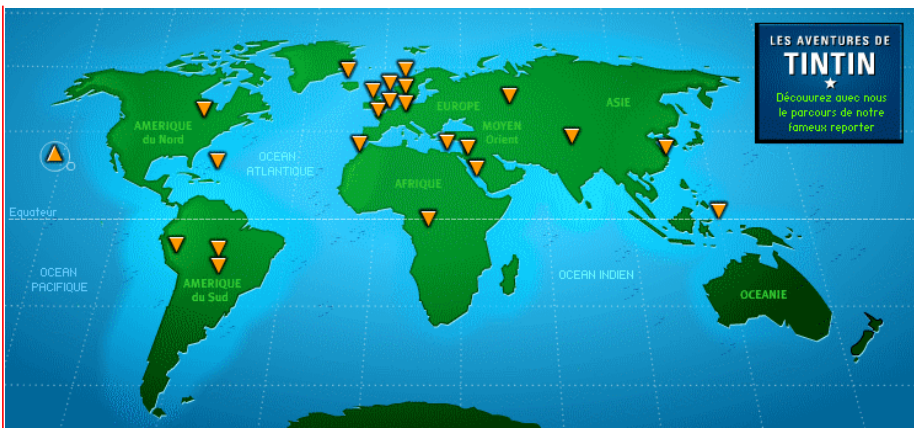 LES AVENTURES DE
TINTIN
Découvrez avec nous
le parcours de notre
fameux reporter
AMERIQUE
du Nord
OCEAN
ATLANTIQUE
EUROPE
MOYEN
Orient
ASIE
AFRIQUE
Equateur
OCEAN
PACIFIQUE
AMERIQUE
du Sud
OCEAN INDIEN
OCEANIE